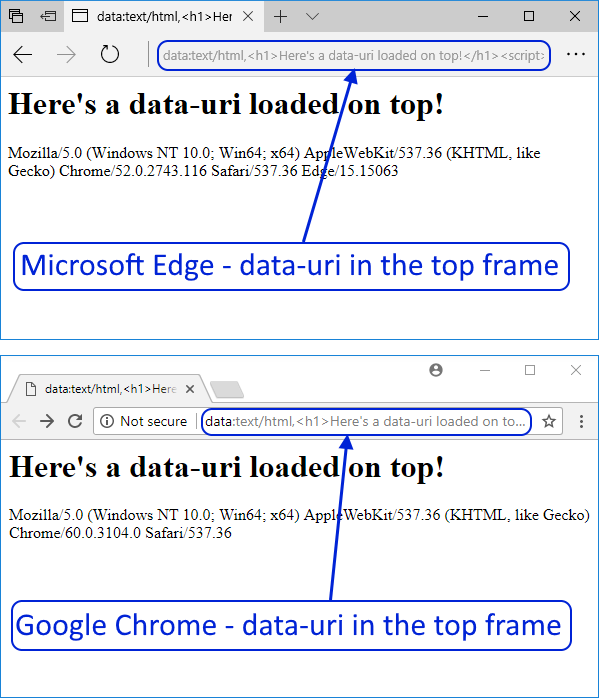 data:text/html,<h1>Her
data:text/html,<h1>Here's a data-uri loaded on top!</h1><script>
Here's a data-uri loaded on top!
Mozilla/5.0 (Windows NT 10.0; Win64; x64) AppleWebKit/537.36 (KHTML, like
Gecko) Chrome/52.0.2743.116 Safari/537.36 Edge/15.15063
Microsoft Edge - data-uri in the top frame
data:text/html,<h1>Here
Not secure
data:text/html,<h1>Here's a data-uri loaded on to...
Here's a data-uri loaded on top!
Mozilla/5.0 (Windows NT 10.0; Win64; x64) AppleWebKit/537.36 (KHTML, like Gecko)
Chrome/60.0.3104.0 Safari/537.36
Google Chrome - data-uri in the top frame